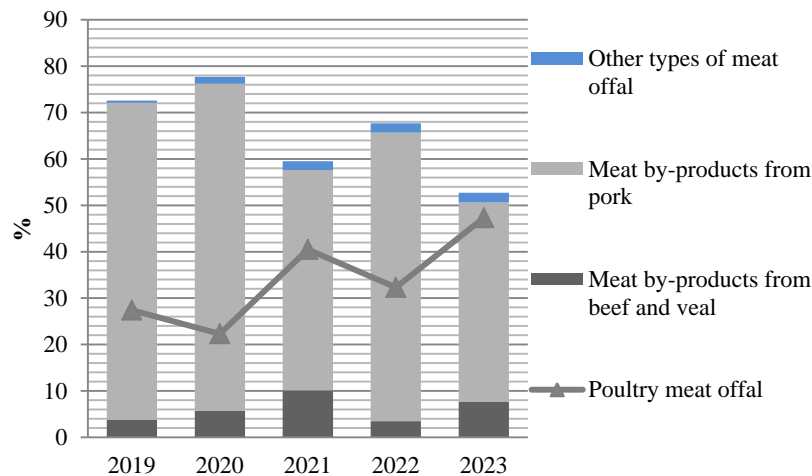 90
80
70
60
50
40
30
20
10
0
%
2019 2020 2021 2022 2023
Other types of meat
offal
Meat by-products from
pork
Meat by-products from
beef and veal
Poultry meat offal